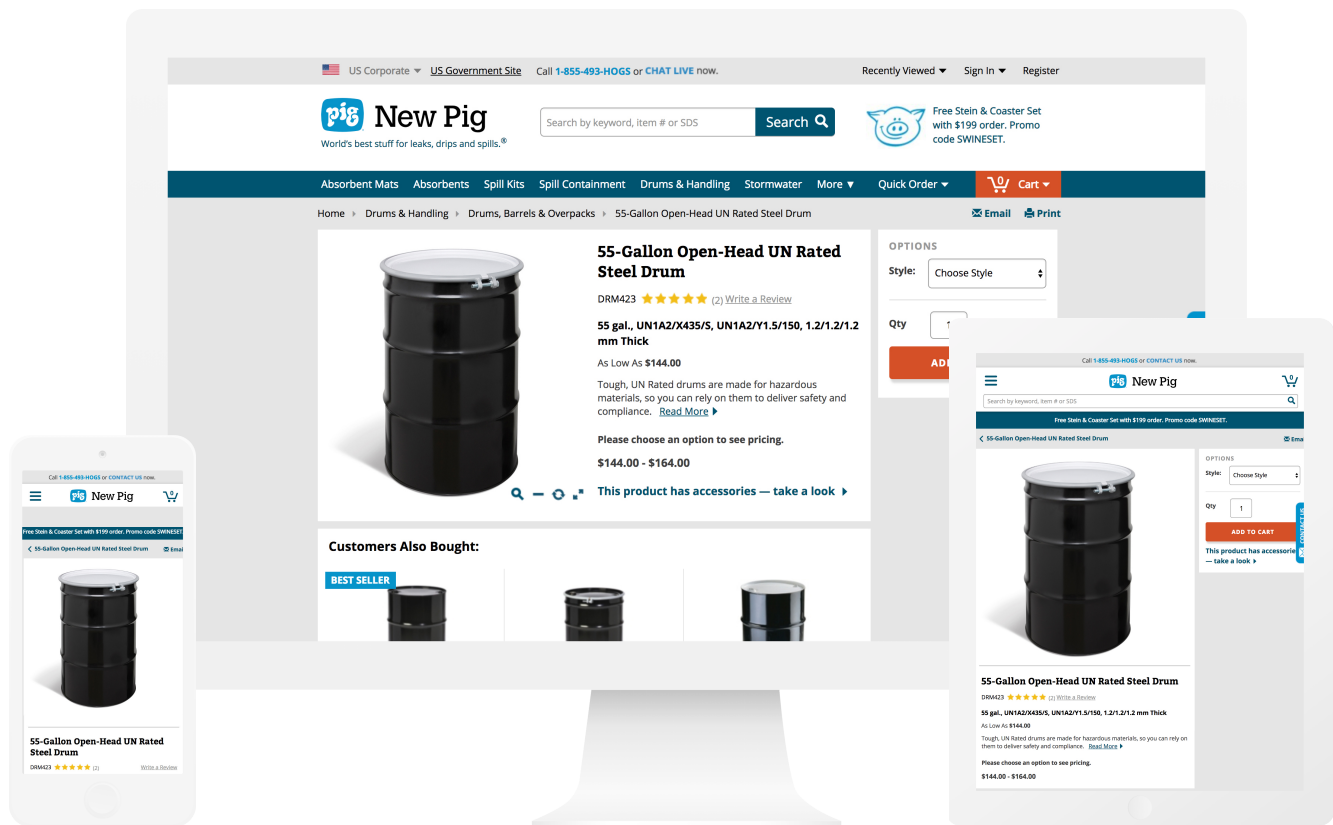 US Corporate US Government Site Call 1-855-493-HOGS or CHAT LIVE now. Recently Viewed Sign In Register
pig New Pig
World's best stuff for leaks, drips and spills.®
Search by keyword, item # or SDS Search
Free Stein & Coaster Set
with $199 order. Promo
code SWINESET.
Absorbent Mats Absorbents Spill Kits Spill Containment Drums & Handling Stormwater More ▼ Quick Order 0 Cart
Home Drums & Handling Drums, Barrels & Overpacks 55-Gallon Open-Head UN Rated Steel Drum Email Print
55-Gallon Open-Head UN Rated
Steel Drum
DRM423 (2) Write a Review
55 gal., UN1A2/X435/S, UN1A2/Y1.5/150, 1.2/1.2/1.2
mm Thick
As Low As $144.00
Tough, UN Rated drums are made for hazardous
materials, so you can rely on them to deliver safety and
compliance. Read More
Please choose an option to see pricing.
$144.00 - $164.00
This product has accessories — take a look
OPTIONS
Style: Choose Style
Qty 1
AD
Customers Also Bought:
BEST SELLER
Call 1-855-493-HOGS or CONTACT US now.
pig New Pig 0
Free Stein & Coaster Set with $199 order. Promo code SWINESET.
55-Gallon Open-Head UN Rated Steel Drum Email
55-Gallon Open-Head UN Rated
Steel Drum
DRM423 (2) Write a Review
Call 1-855-493-HOGS or CONTACT US now.
pig New Pig 0
Search by keyword, item # or SDS
Free Stein & Coaster Set with $199 order. Promo code SWINESET.
55-Gallon Open-Head UN Rated Steel Drum Emai
55-Gallon Open-Head UN Rated Steel Drum
DRM423 (2) Write a Review
55 gal., UN1A2/X435/S, UN1A2/Y1.5/150, 1.2/1.2/1.2 mm Thick
As Low As $144.00
Tough, UN Rated drums are made for hazardous materials, so you can rely on
them to deliver safety and compliance. Read More
Please choose an option to see pricing.
$144.00 - $164.00
OPTIONS
Style: Choose Style
Qty 1
ADD TO CART
This product has accessorie
— take a look
CONTACT US